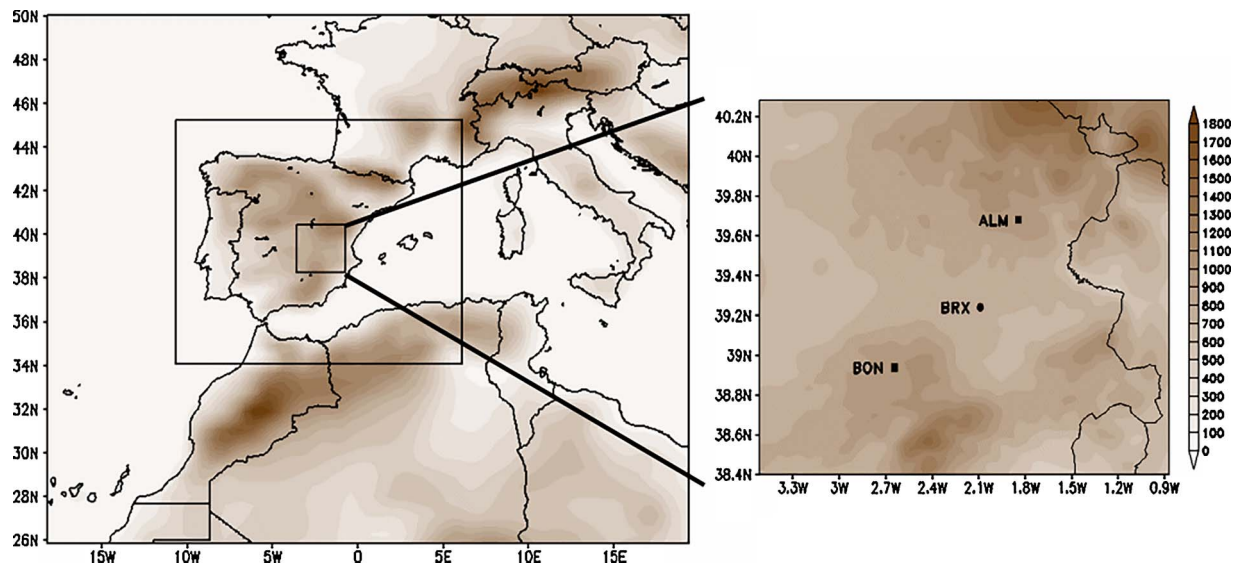 50N
48N
46N
44N
42N
40N
38N
36N
34N
32N
30N
28N
26N
15W 10W 5W 0 5E 10E 15E
40.2N
40N
39.8N
39.6N
39.4N
39.2N
39N
38.8N
38.6N
38.4N
ALM
BRX
BON
3.3W 3W 2.7W 2.4W 2.1W 1.8W 1.5W 1.2W 0.9W
1800
1700
1600
1500
1400
1300
1200
1100
1000
900
800
700
600
500
400
300
200
100
0